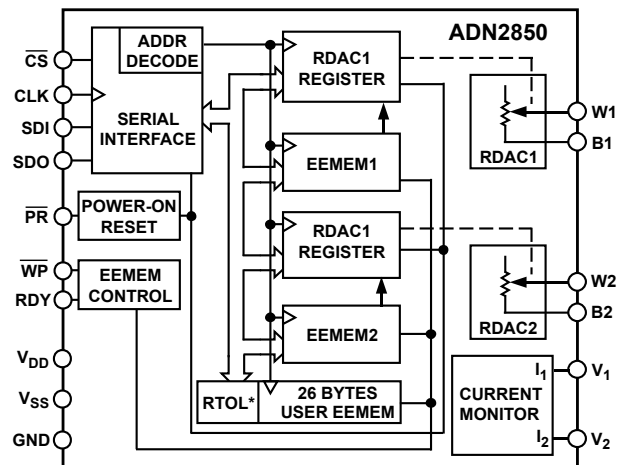 ADN2850
CS
CLK
SDI
SDO
PR
WP
RDY
VDD
VSS
GND
ADDR
DECODE
SERIAL
INTERFACE
POWER-ON
RESET
EEMEM
CONTROL
RDAC1
REGISTER
EEMEM1
RDAC1
REGISTER
EEMEM2
RTOL*
26 BYTES
USER EEMEM
RDAC1
RDAC2
CURRENT
MONITOR
I1
I2
W1
B1
W2
B2
V1
V2